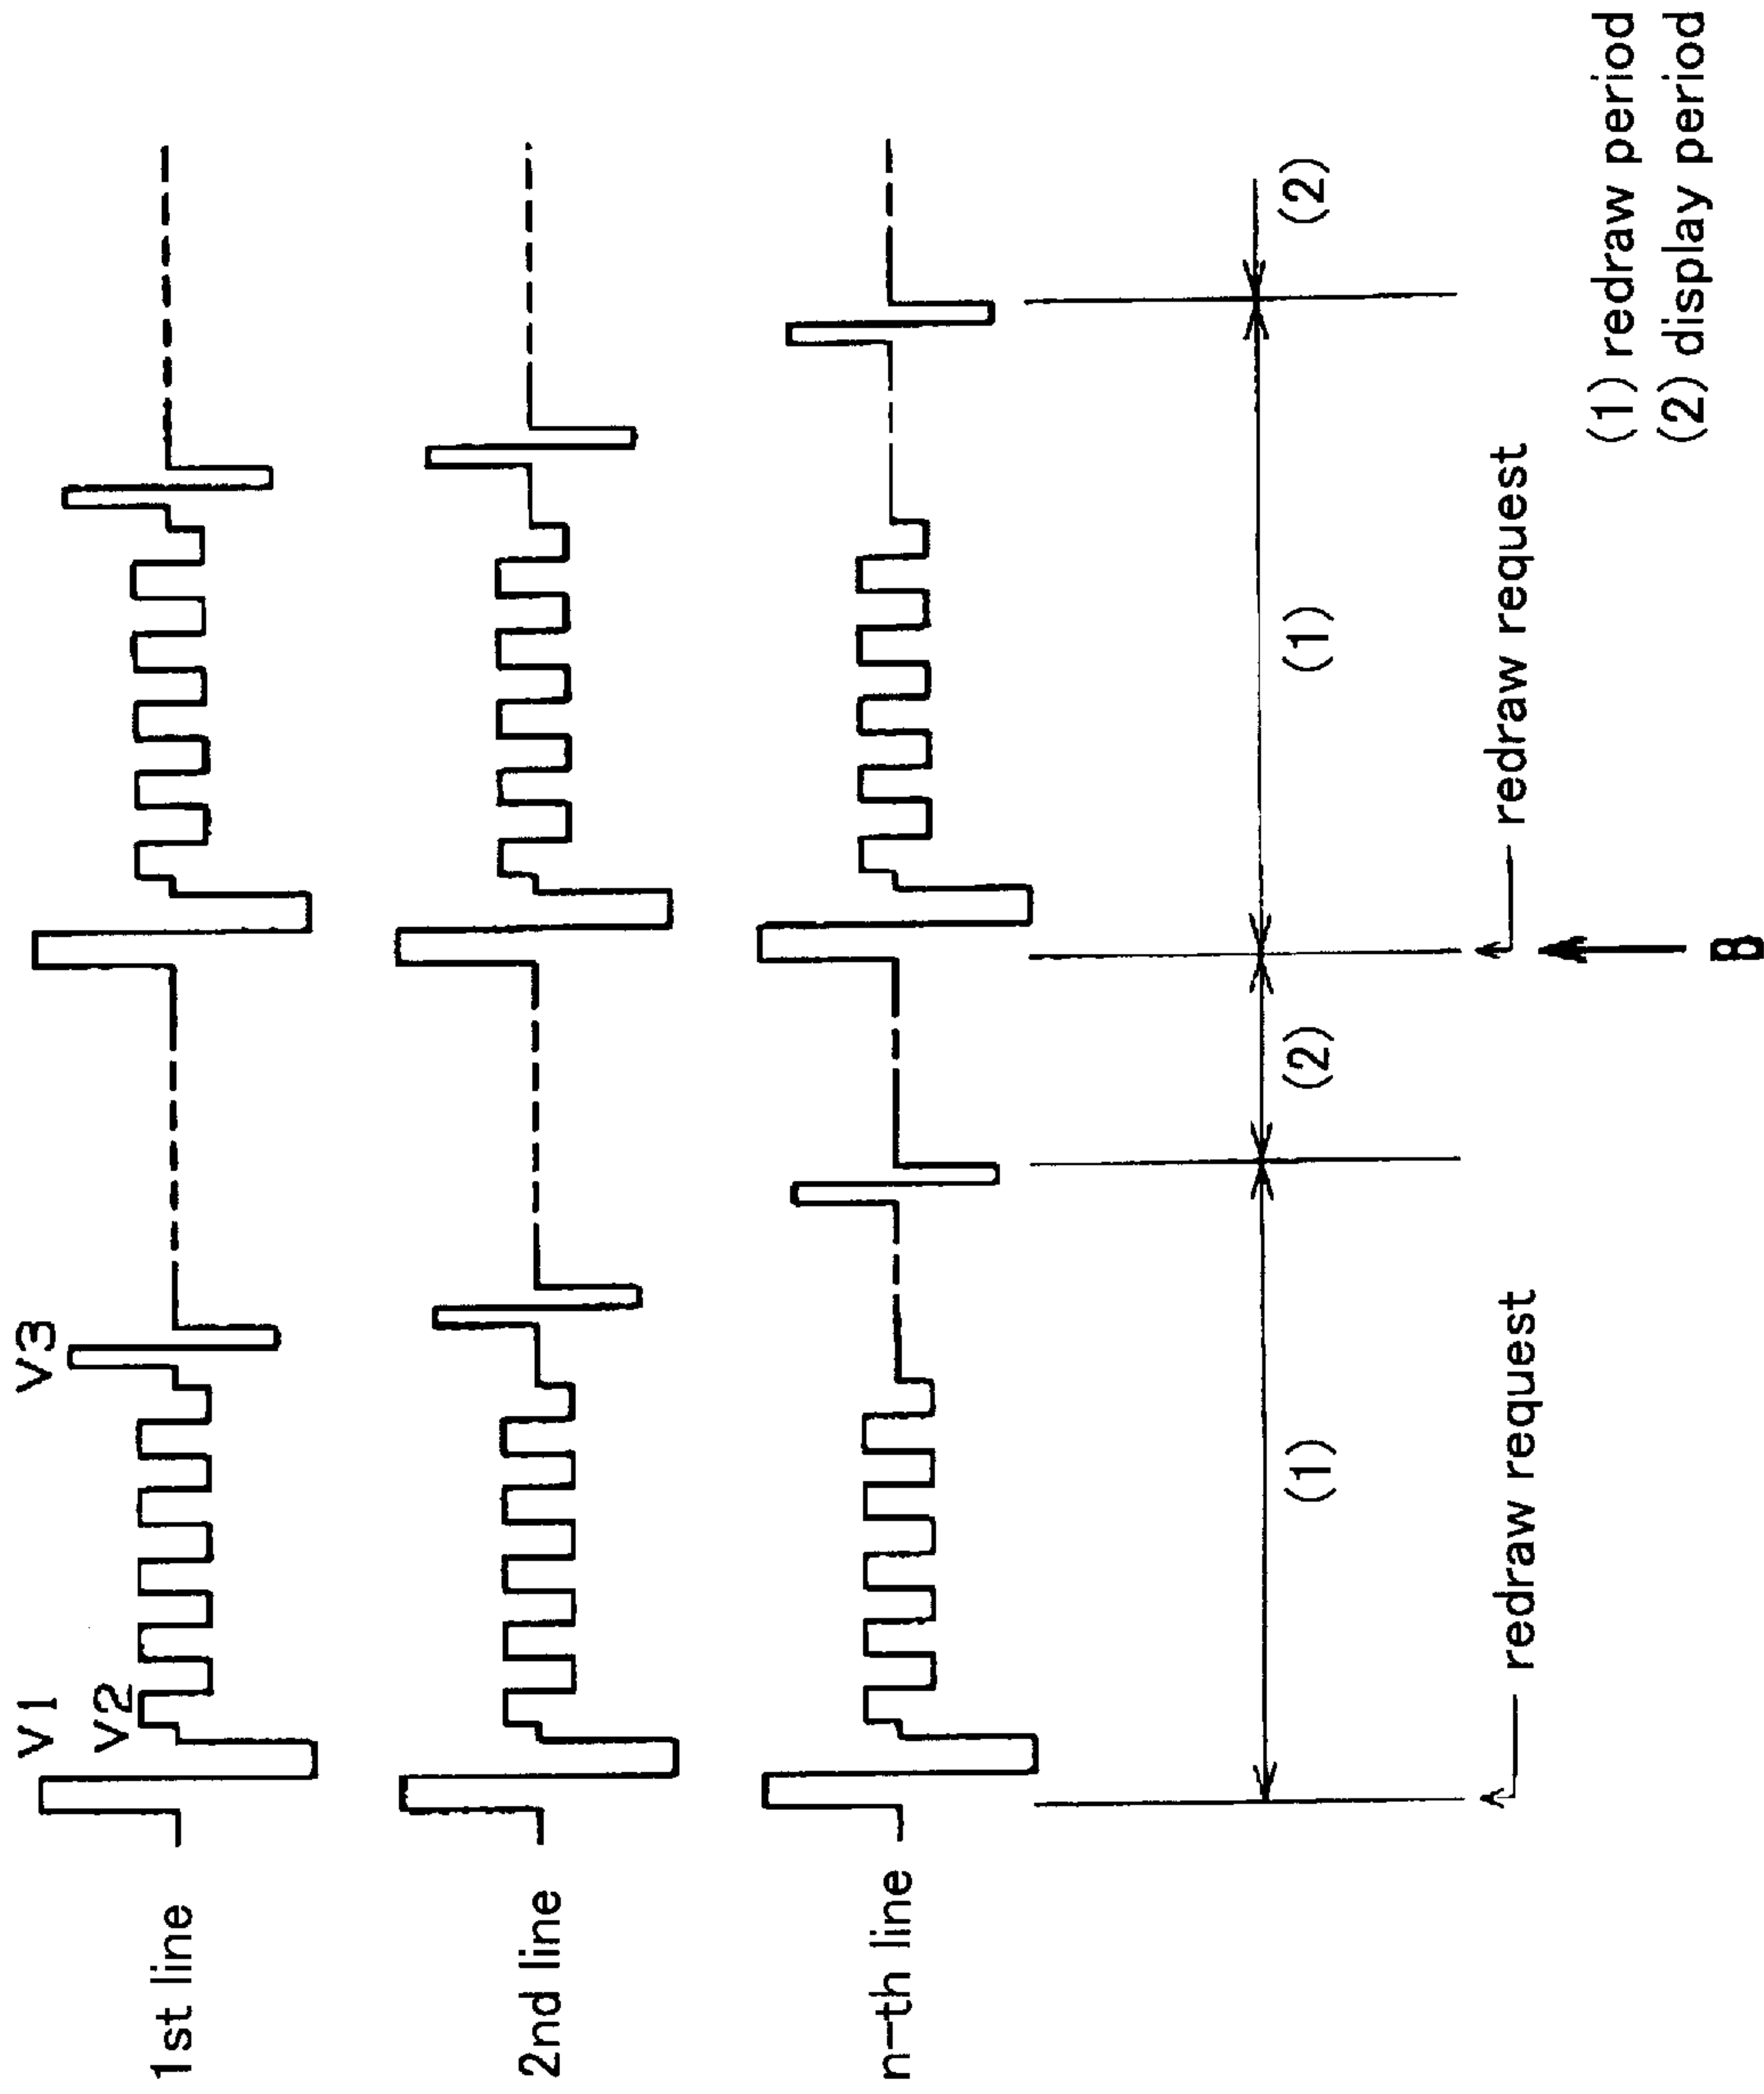 V1 V3
V2
1st line
2nd line
n-th line
(1) (2) (1) (2)
redraw request redraw request
B
(1) redraw period
(2) display period